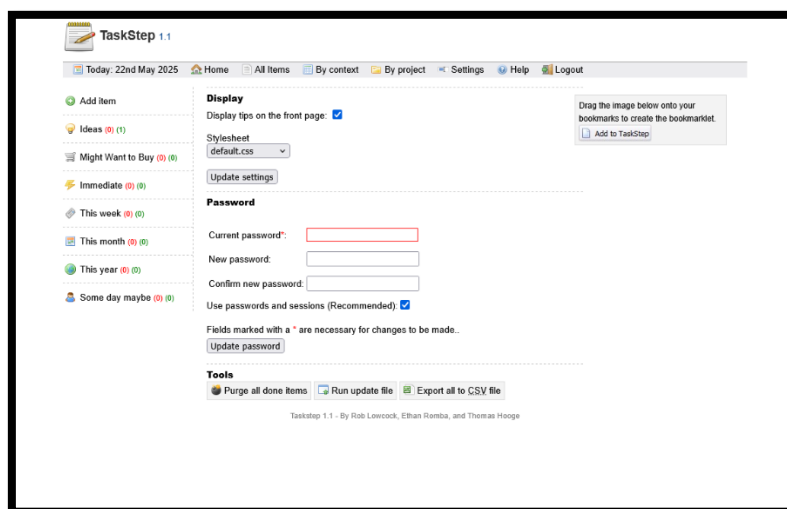 TaskStep 1.1
Today: 22nd May 2025 Home All Items By context By project Settings Help Logout
Add item
Ideas (0) (1)
Might Want to Buy (0) (0)
Immediate (0) (0)
This week (0) (0)
This month (0) (0)
This year (0) (0)
Some day maybe (0) (0)
Display
Display tips on the front page:
Stylesheet
default.css
Update settings
Password
Current password*:
New password:
Confirm new password:
Use passwords and sessions (Recommended):
Fields marked with a * are necessary for changes to be made..
Update password
Tools
Purge all done items Run update file Export all to CSV file
Drag the image below onto your
bookmarks to create the bookmarklet.
Add to TaskStep
Taskstep 1.1 - By Rob Lowcock, Ethan Romba, and Thomas Hooge